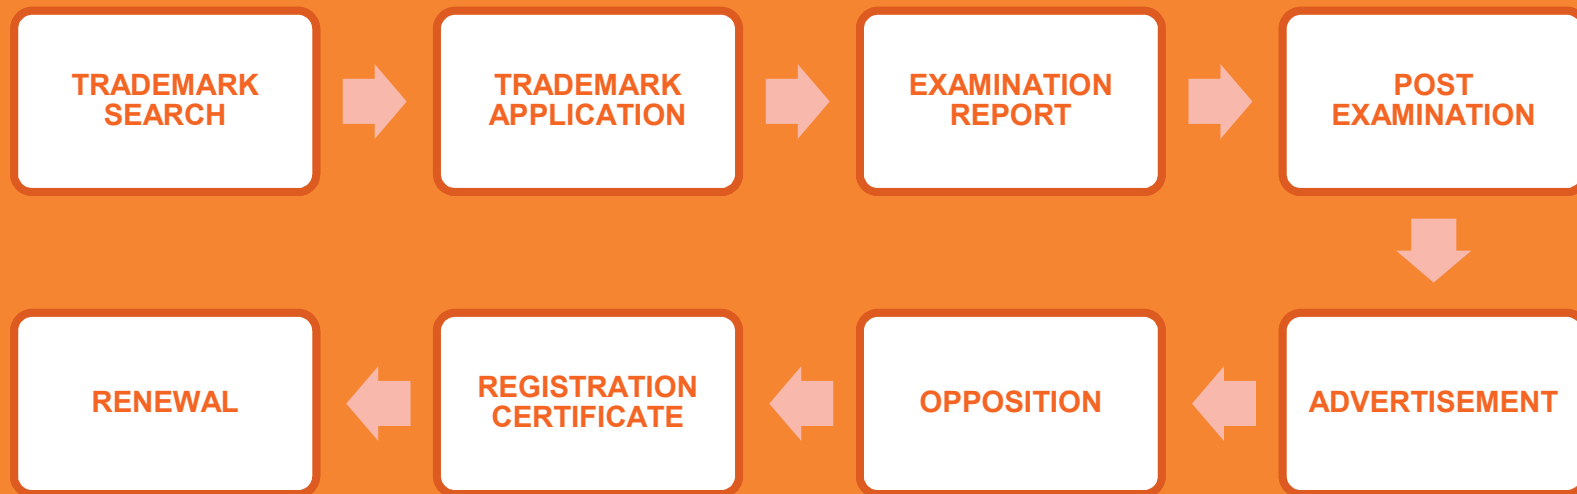 TRADEMARK
SEARCH
TRADEMARK
APPLICATION
EXAMINATION
REPORT
POST
EXAMINATION
ADVERTISEMENT
OPPOSITION
REGISTRATION
CERTIFICATE
RENEWAL